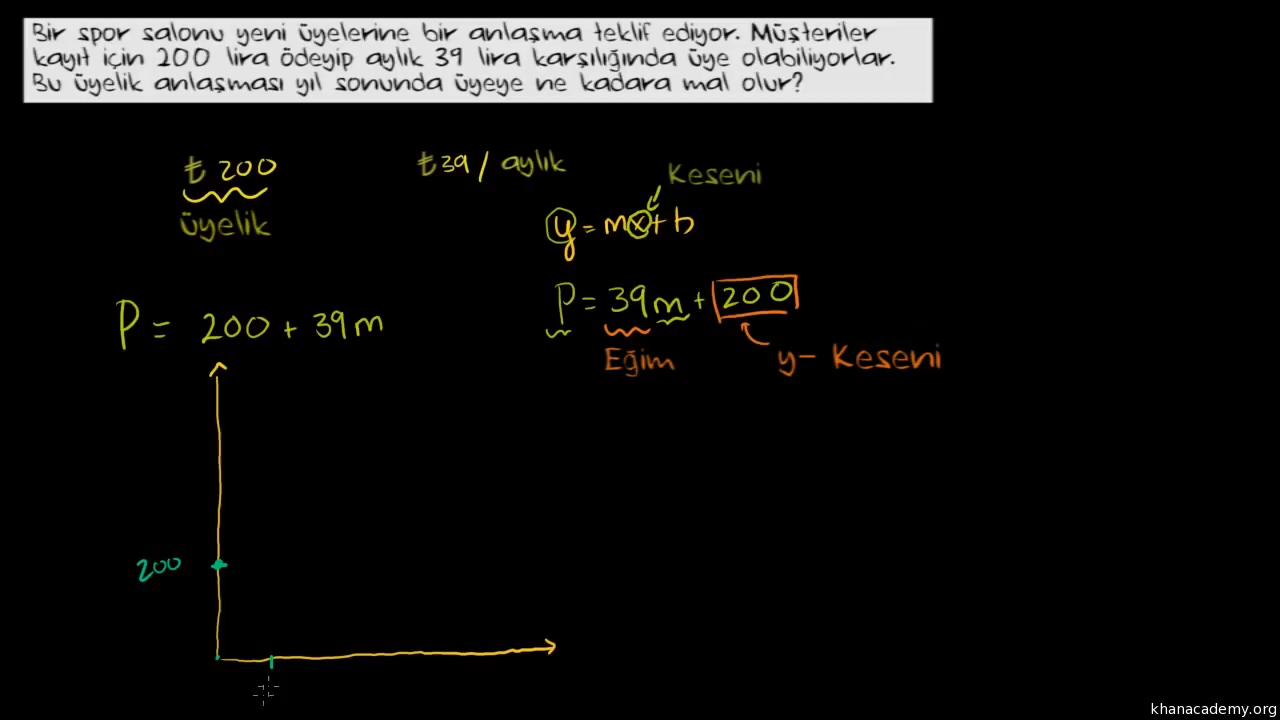 Bir spor salonu yeni üyelerine bir anlaşma teklif ediyor. Müşteriler
kayıt için 200 lira ödeyip aylık 39 lira karşılığında üye olabiliyorlar.
Bu üyelik anlaşması yıl sonunda üyeye ne kadara mal olur?
₺ 200
₺39 / aylık
Keseni
üyelik
y = mx + b
P = 39m + 200
P = 200 + 39m
Eğim
y- Keseni
200
khanacademy.org